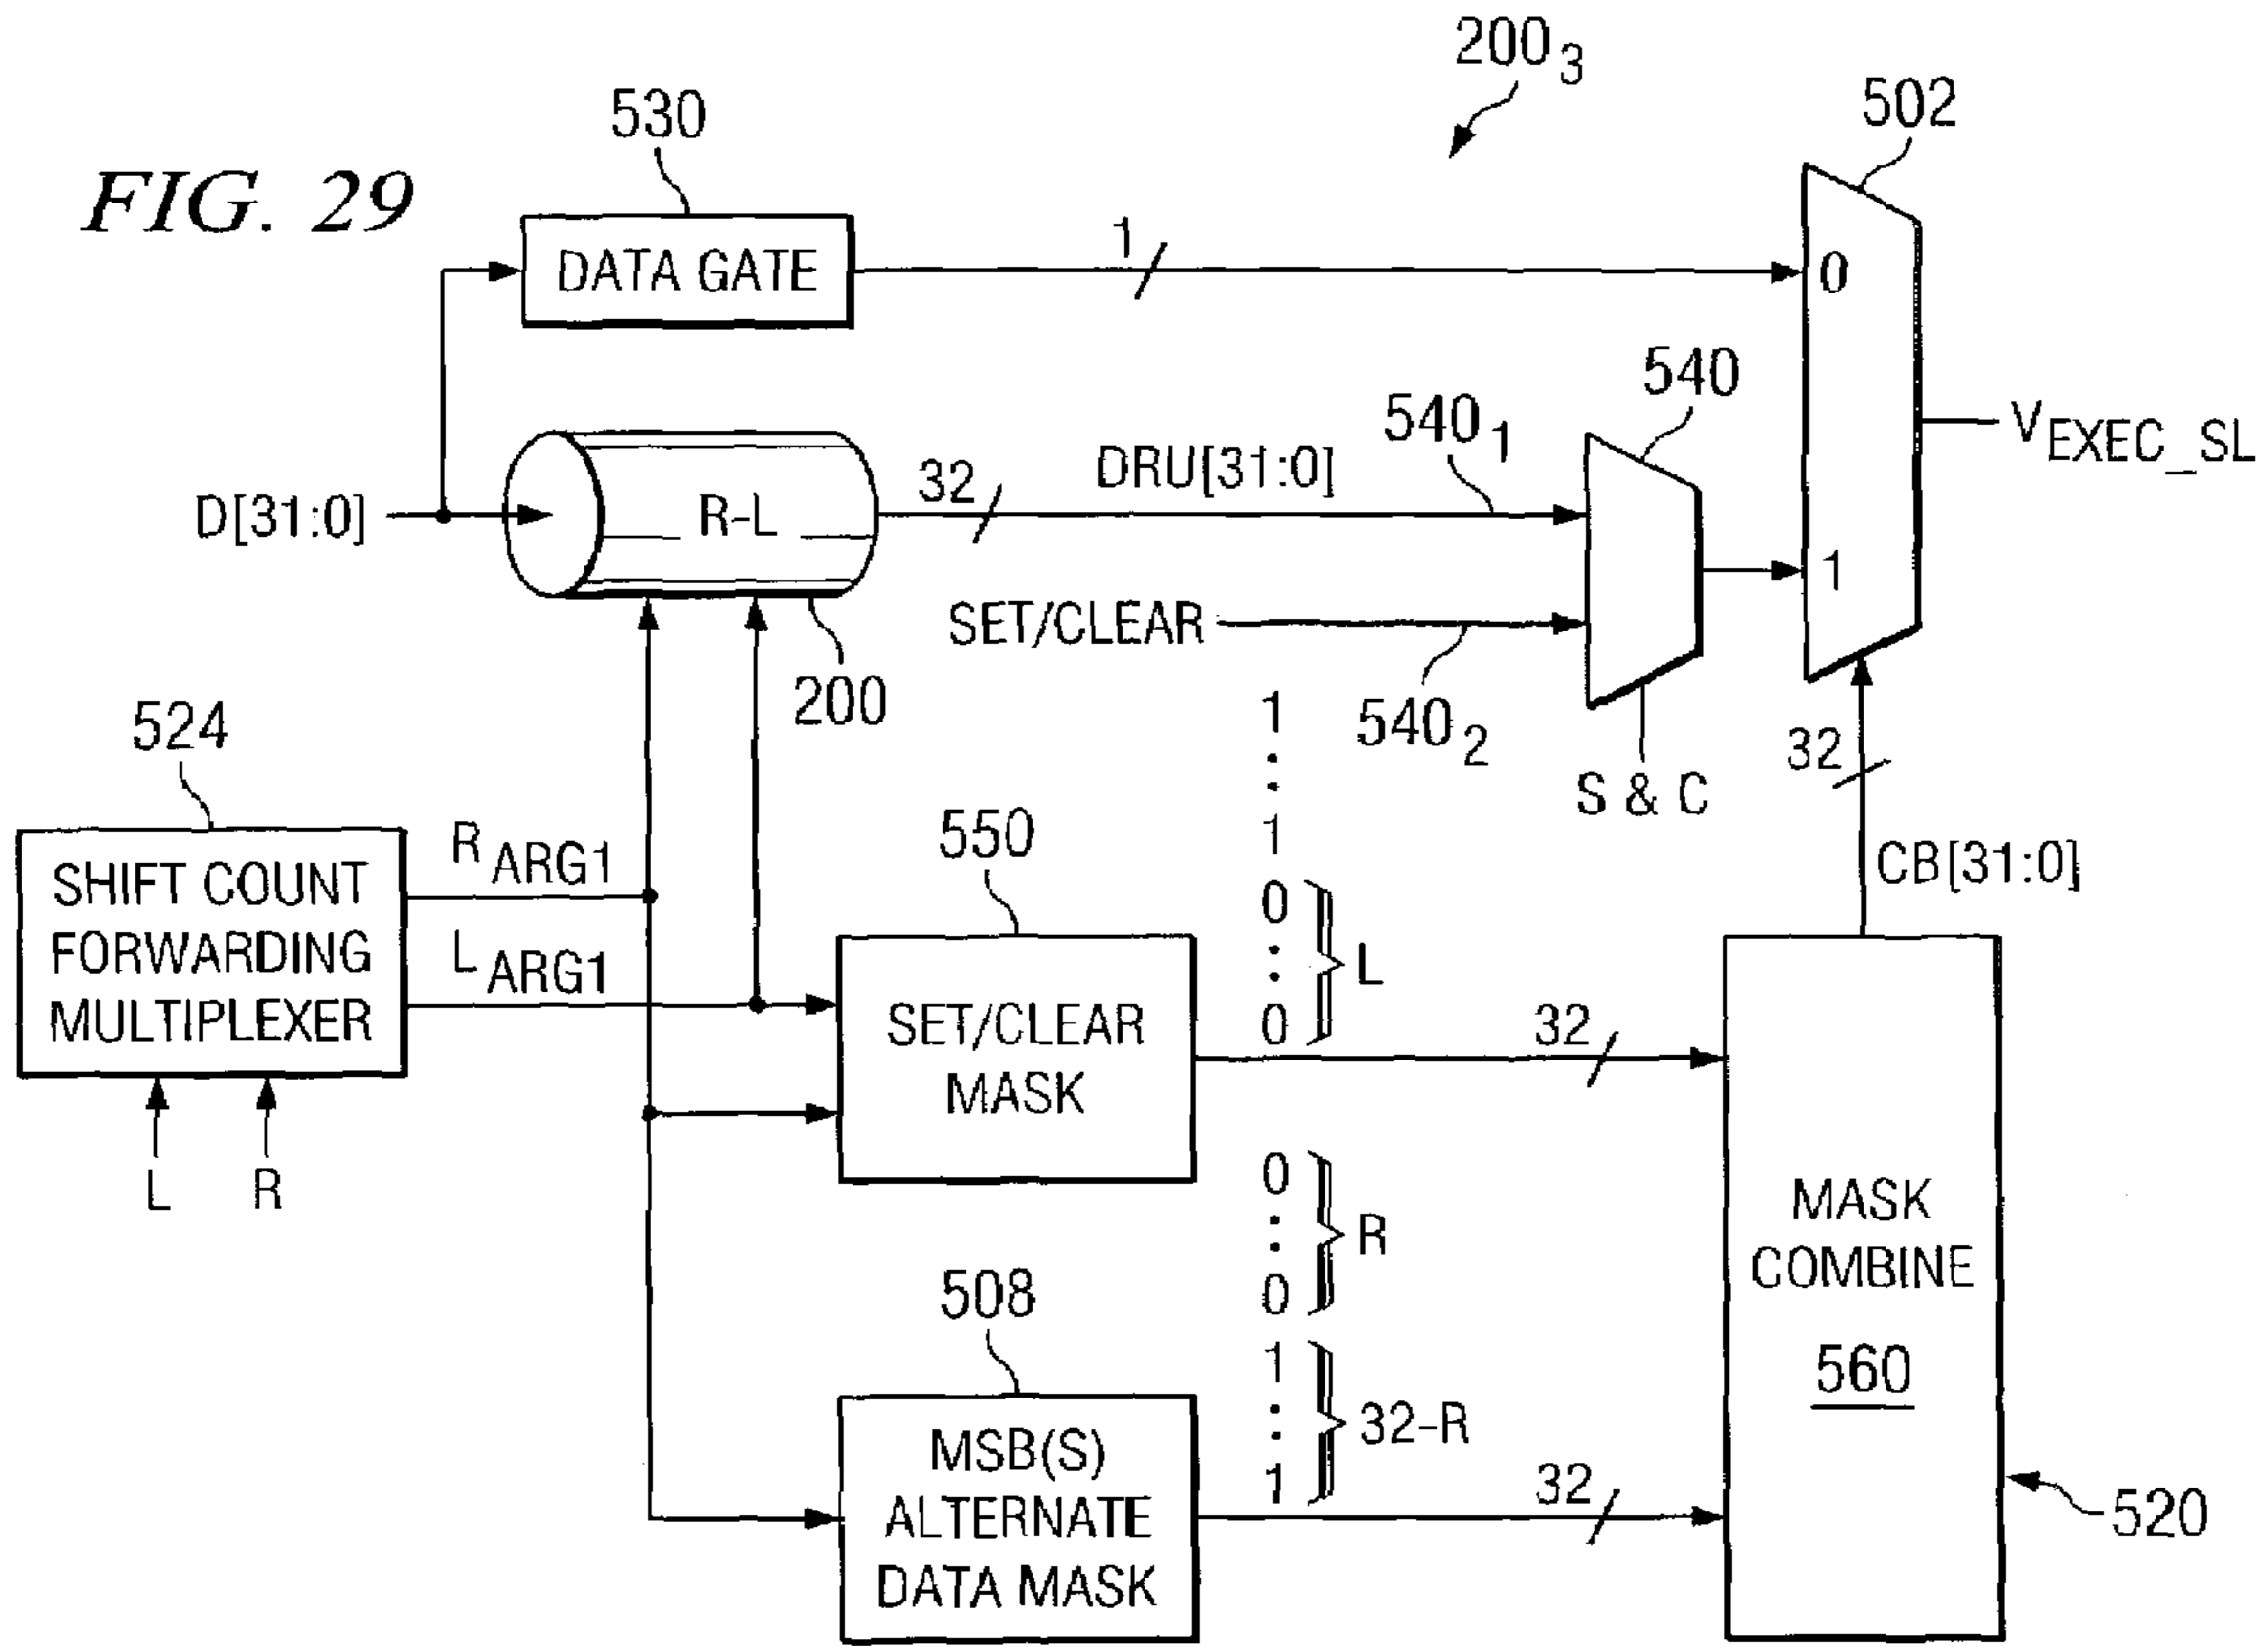 FIG. 29
200 3
530
502
DATA GATE
1
0
D[31:0]
R-L
32
DRU[31:0]
540 1
540
V EXEC_SL
1
SET/CLEAR
540 2
200
S & C
32
CB[31:0]
524
SHIFT COUNT
FORWARDING
MULTIPLEXER
R ARG1
L ARG1
L
R
550
SET/CLEAR
MASK
1
1
0
0
L
32
0
0
R
1
1
32-R
508
MSB(S)
ALTERNATE
DATA MASK
32
MASK
COMBINE
560
520